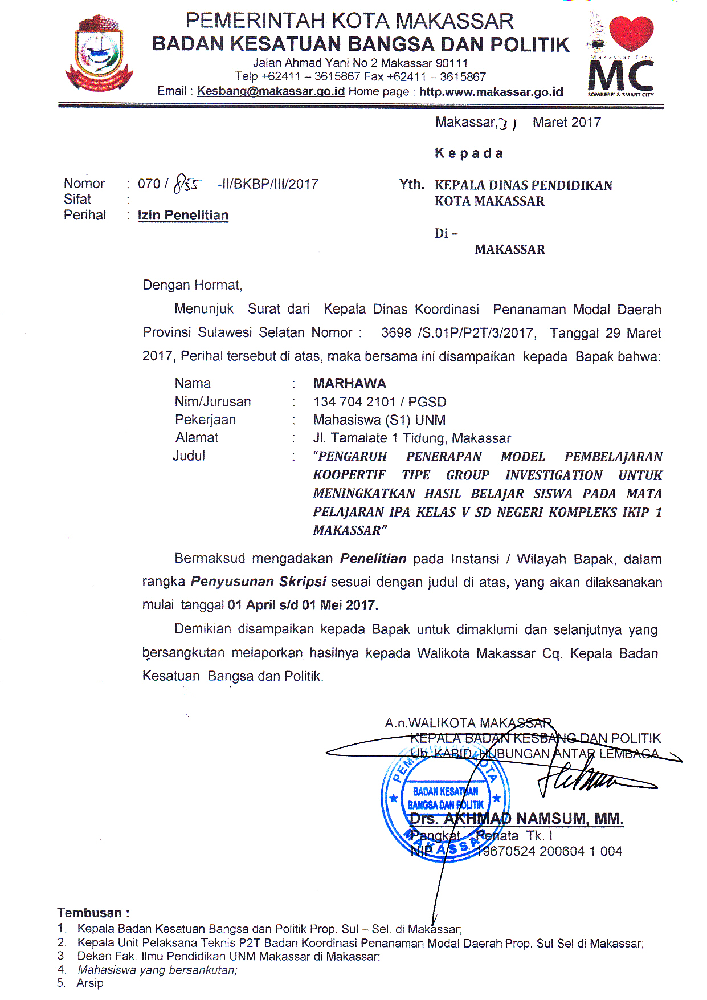 PEMERINTAH KOTA MAKASSAR
BADAN KESATUAN BANGSA DAN POLITIK
Jalan Ahmad Yani No 2 Makassar 90111
Telp +62411 – 3615867 Fax +62411 – 3615867
Email : Kesbang@makassar.go.id Home page : http.www.makassar.go.id
Makassar City
MC
SOMBERE' & SMART CITY
Makassar, 31 Maret 2017
Kepada
Nomor : 070 / 855 -II/BKBP/III/2017 Yth. KEPALA DINAS PENDIDIKAN
Sifat : KOTA MAKASSAR
Perihal : Izin Penelitian
Di –
MAKASSAR
Dengan Hormat,
Menunjuk Surat dari Kepala Dinas Koordinasi Penanaman Modal Daerah
Provinsi Sulawesi Selatan Nomor : 3698 /S.01P/P2T/3/2017, Tanggal 29 Maret
2017, Perihal tersebut di atas, maka bersama ini disampaikan kepada Bapak bahwa:
Nama : MARHAWA
Nim/Jurusan : 134 704 2101 / PGSD
Pekerjaan : Mahasiswa (S1) UNM
Alamat : Jl. Tamalate 1 Tidung, Makassar
Judul : "PENGARUH PENERAPAN MODEL PEMBELAJARAN
KOOPERTIF TIPE GROUP INVESTIGATION UNTUK
MENINGKATKAN HASIL BELAJAR SISWA PADA MATA
PELAJARAN IPA KELAS V SD NEGERI KOMPLEKS IKIP 1
MAKASSAR"
Bermaksud mengadakan Penelitian pada Instansi / Wilayah Bapak, dalam
rangka Penyusunan Skripsi sesuai dengan judul di atas, yang akan dilaksanakan
mulai tanggal 01 April s/d 01 Mei 2017.
Demikian disampaikan kepada Bapak untuk dimaklumi dan selanjutnya yang
bersangkutan melaporkan hasilnya kepada Walikota Makassar Cq. Kepala Badan
Kesatuan Bangsa dan Politik.
A.n.WALIKOTA MAKASSAR
KEPALA BADAN KESBANG DAN POLITIK
Ub. KABID. HUBUNGAN ANTAR LEMBAGA
PEMERINTAH KOTA
BADAN KESATUAN
BANGSA DAN POLITIK
MAKASSAR
Drs. AKHMAD NAMSUM, MM.
Pangkat : Penata Tk. I
NIP : 19670524 200604 1 004
Tembusan :
1. Kepala Badan Kesatuan Bangsa dan Politik Prop. Sul – Sel. di Makassar;
2. Kepala Unit Pelaksana Teknis P2T Badan Koordinasi Penanaman Modal Daerah Prop. Sul Sel di Makassar;
3 Dekan Fak. Ilmu Pendidikan UNM Makassar di Makassar;
4. Mahasiswa yang bersankutan;
5. Arsip